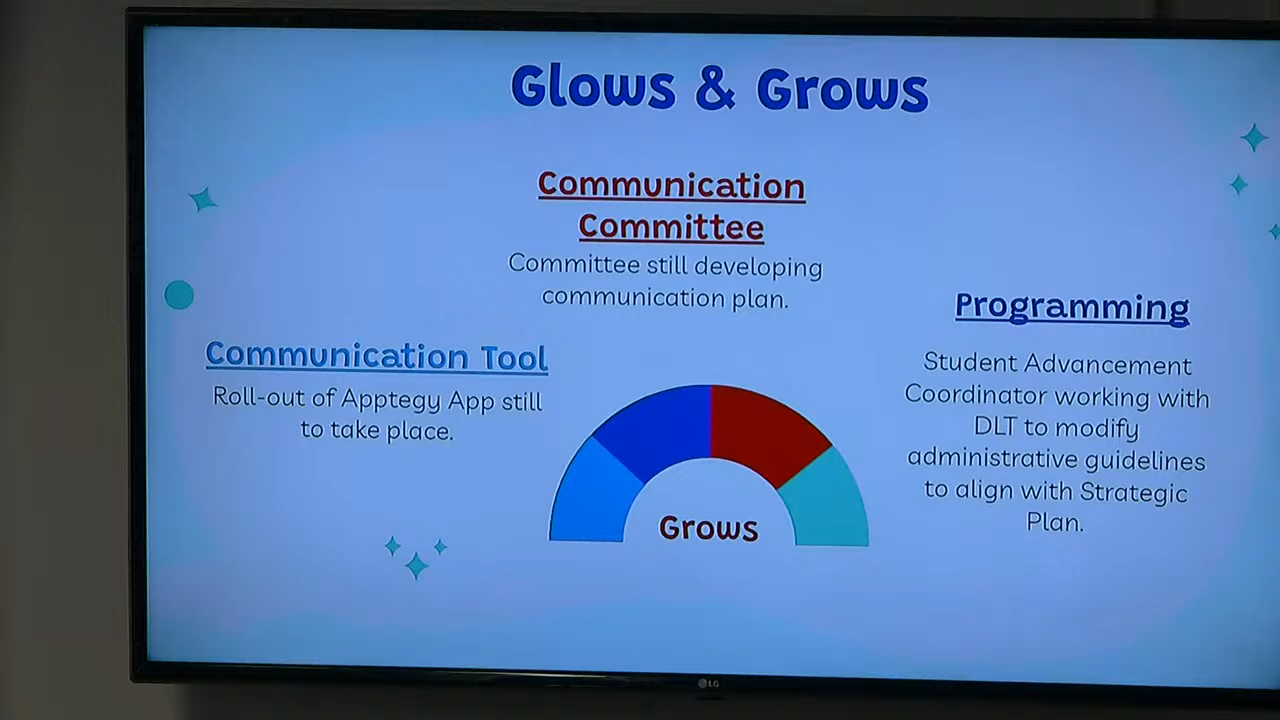 Glows & Grows
Communication
Committee
Committee still developing
communication plan.
Communication Tool
Roll-out of Apptegy App still
to take place.
Programming
Student Advancement
Coordinator working with
DLT to modify
administrative guidelines
to align with Strategic
Plan.
Grows
LG